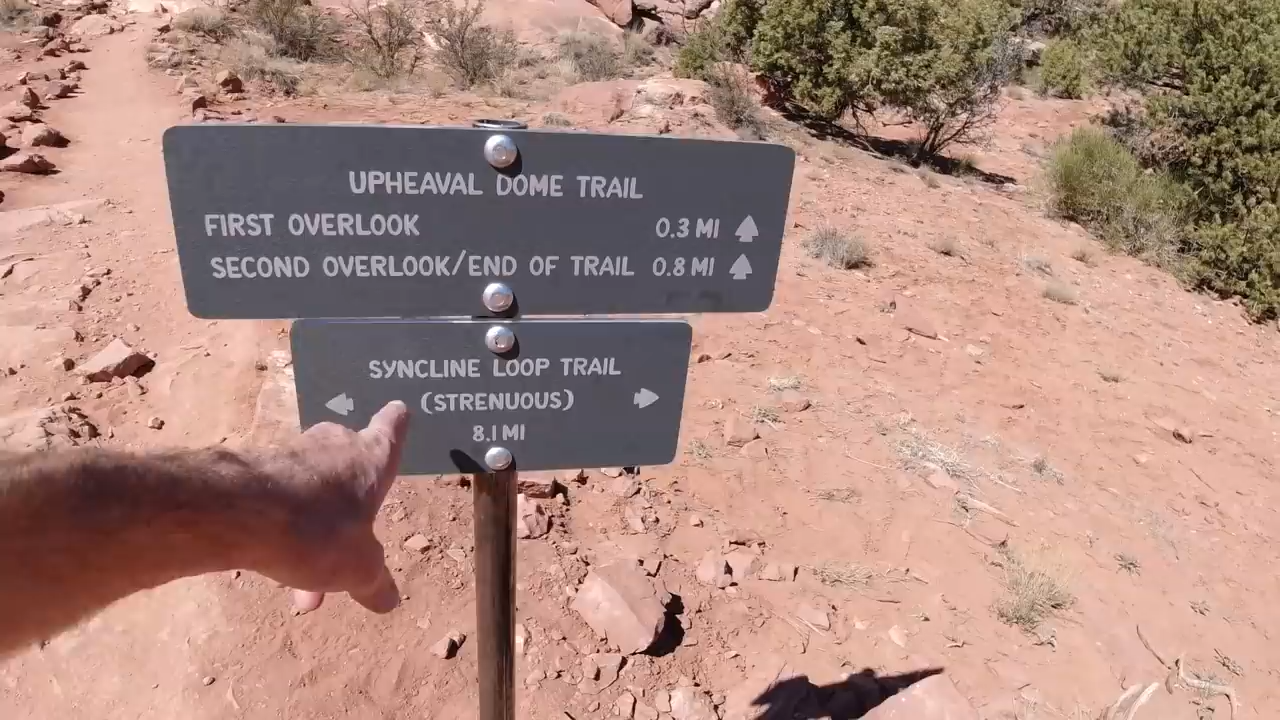 UPHEAVAL DOME TRAIL
FIRST OVERLOOK 0.3 MI
SECOND OVERLOOK/END OF TRAIL 0.8 MI
SYNCLINE LOOP TRAIL
(STRENUOUS)
8.1 MI